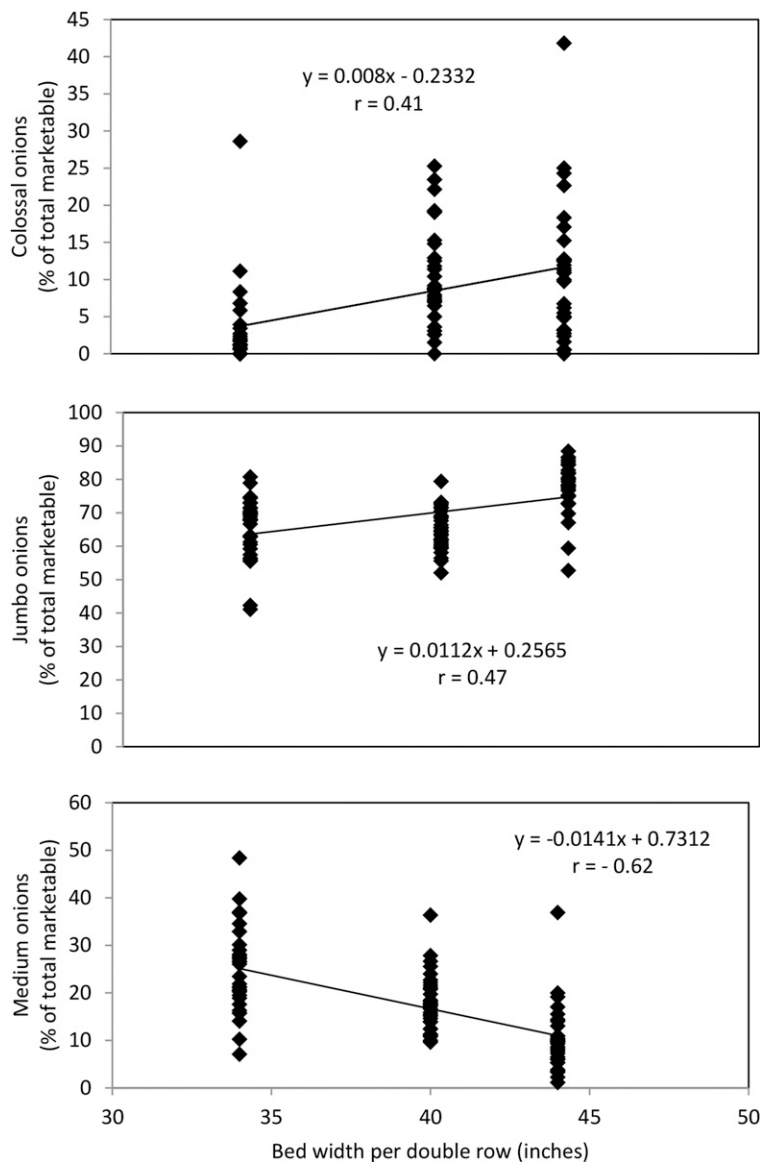 Colossal onions
(% of total marketable)
45
40
35
30
25
20
15
10
5
0
y = 0.008x - 0.2332
r = 0.41
Jumbo onions
(% of total marketable)
100
90
80
70
60
50
40
30
20
10
0
y = 0.0112x + 0.2565
r = 0.47
Medium onions
(% of total marketable)
60
50
40
30
20
10
0
y = -0.0141x + 0.7312
r = - 0.62
30 35 40 45 50
Bed width per double row (inches)